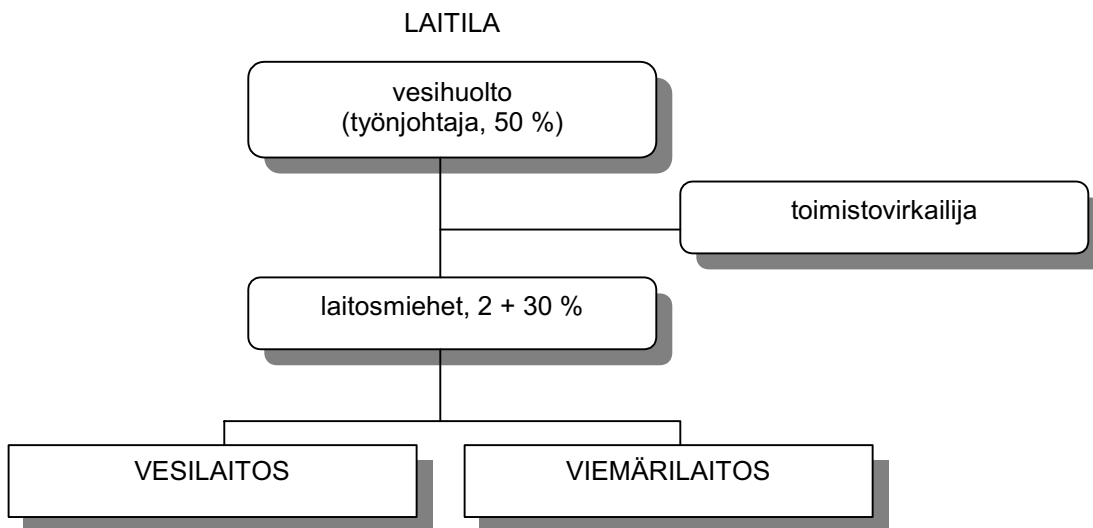 LAITILA
vesihuolto
(työnjohtaja, 50 %)
toimistovirkailija
laitosmiehet, 2 + 30 %
VESILAITOS
VIEMÄRILAITOS